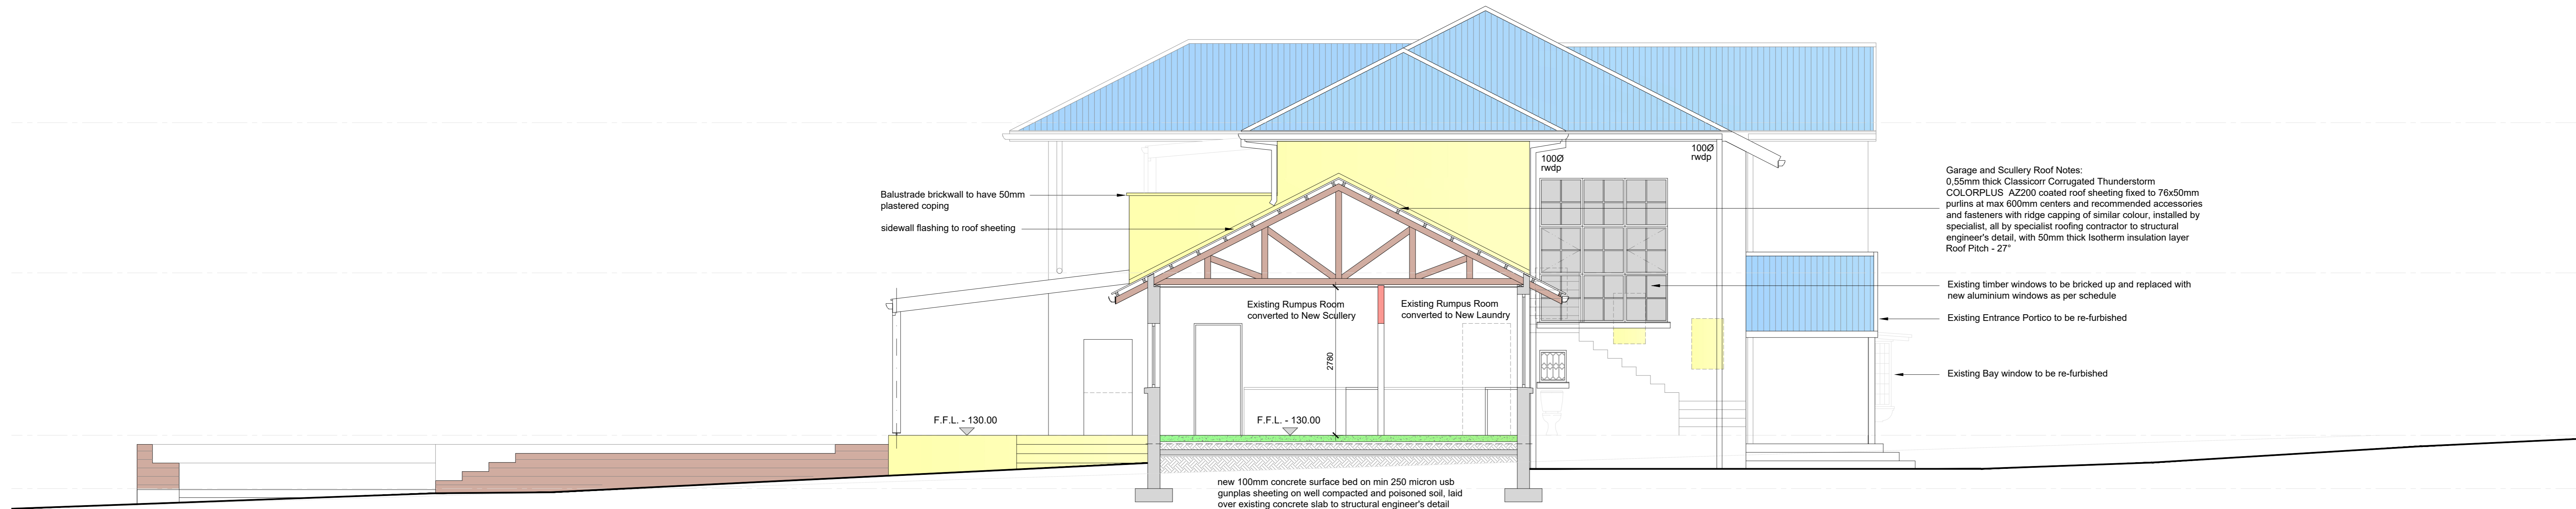 100Ø
rwdp
100Ø
rwdp
Balustrade brickwall to have 50mm
plastered coping
sidewall flashing to roof sheeting
Garage and Scullery Roof Notes:
0,55mm thick Classicorr Corrugated Thunderstorm
COLORPLUS AZ200 coated roof sheeting fixed to 76x50mm
purlins at max 600mm centers and recommended accessories
and fasteners with ridge capping of similar colour, installed by
specialist, all by specialist roofing contractor to structural
engineer's detail, with 50mm thick Isotherm insulation layer
Roof Pitch - 27°
Existing timber windows to be bricked up and replaced with
new aluminium windows as per schedule
Existing Entrance Portico to be re-furbished
Existing Bay window to be re-furbished
Existing Rumpus Room
converted to New Scullery
Existing Rumpus Room
converted to New Laundry
2780
F.F.L. - 130.00
F.F.L. - 130.00
new 100mm concrete surface bed on min 250 micron usb
gunplas sheeting on well compacted and poisoned soil, laid
over existing concrete slab to structural engineer's detail